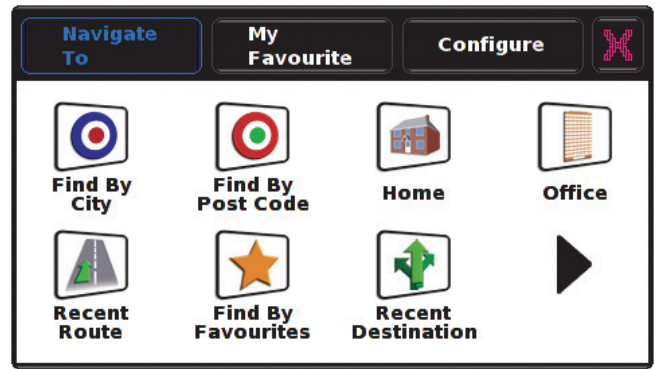 Navigate
To
My
Favourite
Configure
Find By
City
Find By
Post Code
Home
Office
Recent
Route
Find By
Favourites
Recent
Destination